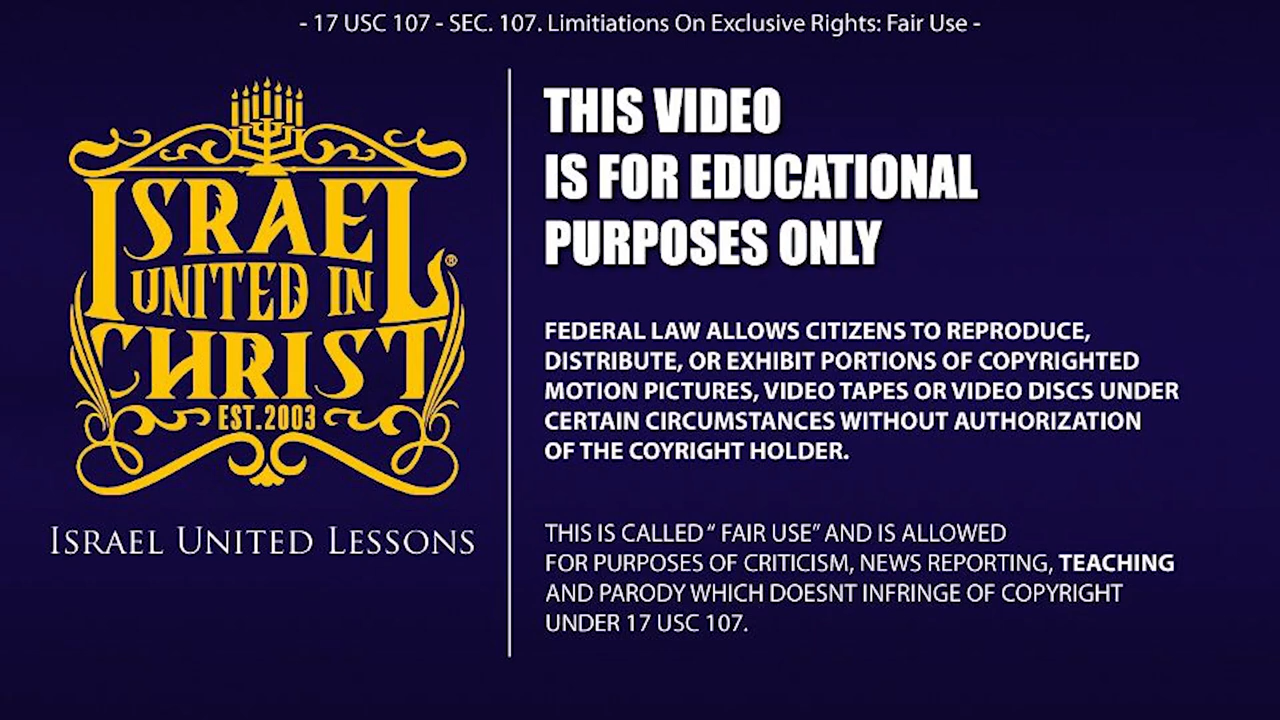 - 17 USC 107 - SEC. 107. Limitiations On Exclusive Rights: Fair Use -
ISRAEL
UNITED IN
CHRIST
®
EST.2003
ISRAEL UNITED LESSONS
THIS VIDEO
IS FOR EDUCATIONAL
PURPOSES ONLY
FEDERAL LAW ALLOWS CITIZENS TO REPRODUCE,
DISTRIBUTE, OR EXHIBIT PORTIONS OF COPYRIGHTED
MOTION PICTURES, VIDEO TAPES OR VIDEO DISCS UNDER
CERTAIN CIRCUMSTANCES WITHOUT AUTHORIZATION
OF THE COYRIGHT HOLDER.
THIS IS CALLED “ FAIR USE” AND IS ALLOWED
FOR PURPOSES OF CRITICISM, NEWS REPORTING, TEACHING
AND PARODY WHICH DOESNT INFRINGE OF COPYRIGHT
UNDER 17 USC 107.